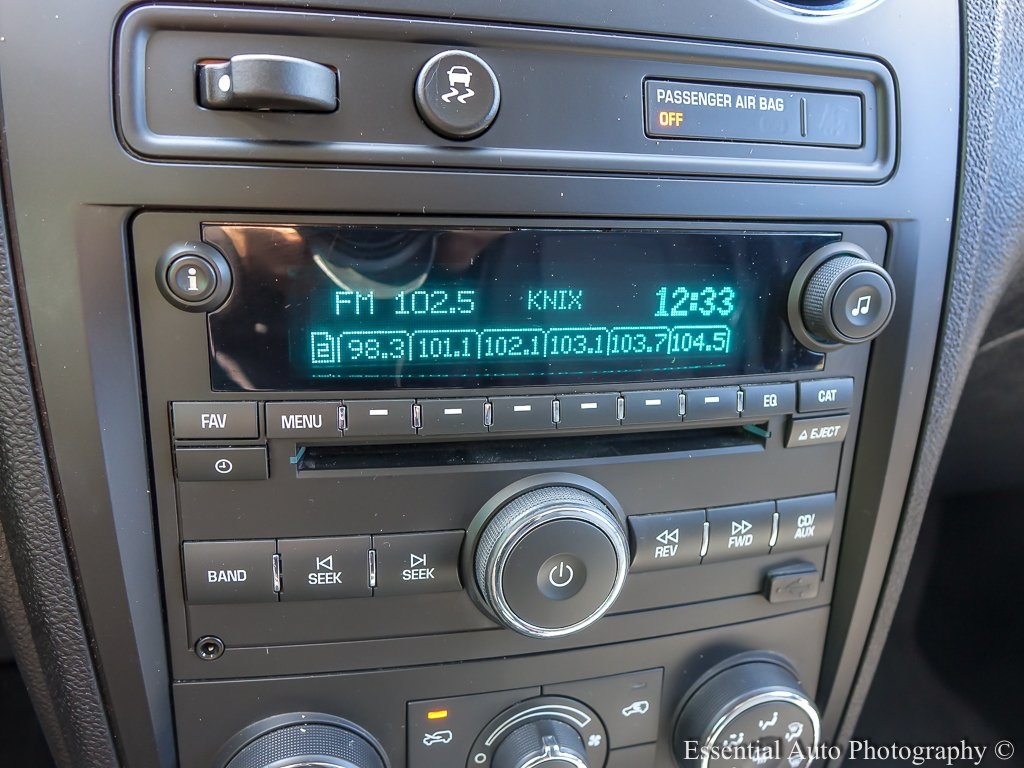 PASSENGER AIR BAG
OFF
i
FM 102.5 KNIX 12:33
2 98.3 101.1 102.1 103.1 103.7 104.5
FAV MENU EQ CAT
EJECT
BAND SEEK SEEK REV FWD CD/
AUX
O
Essential Auto Photography ©